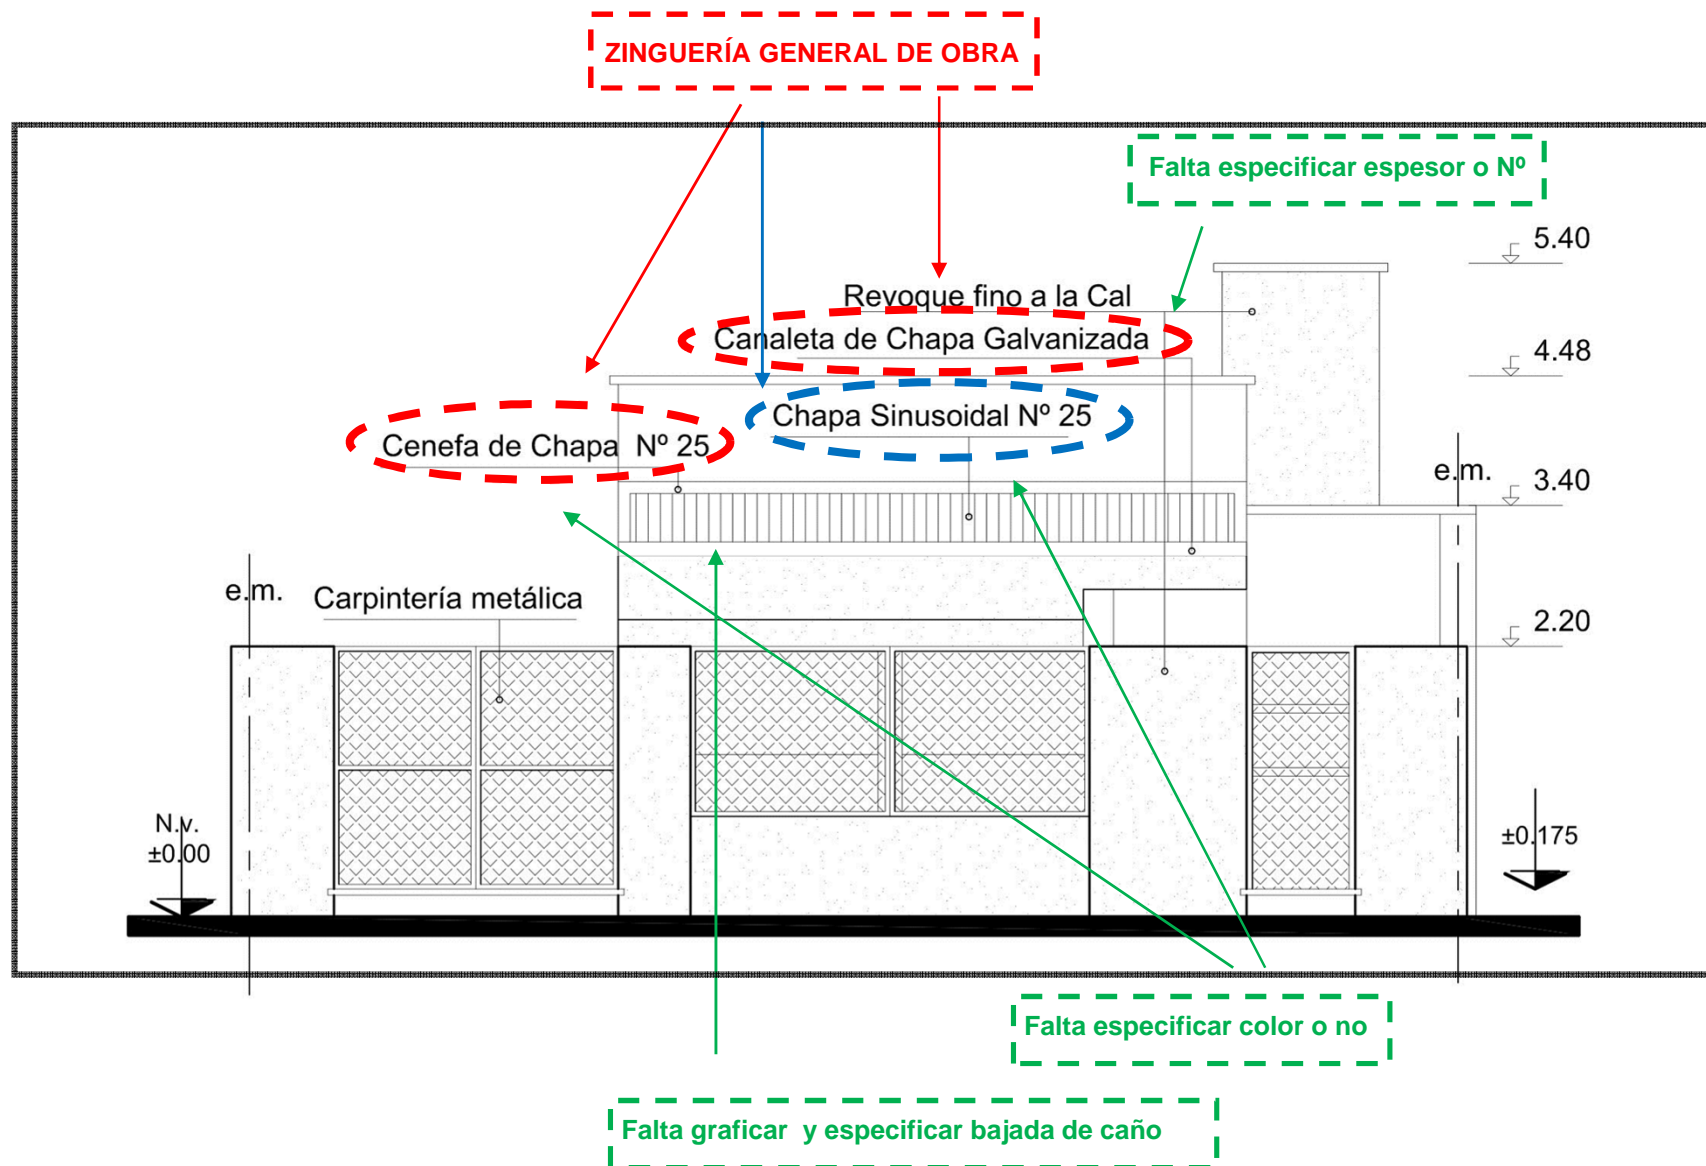 ZINGUERÍA GENERAL DE OBRA
Falta especificar espesor o Nº
5.40
Revoque fino a la Cal
Canaleta de Chapa Galvanizada
4.48
Chapa Sinusoidal Nº 25
Cenefa de Chapa  Nº 25
e.m.
3.40
e.m.
Carpintería metálica
2.20
N.v.
±0.00
±0.175
Falta especificar color o no
Falta graficar  y especificar bajada de caño